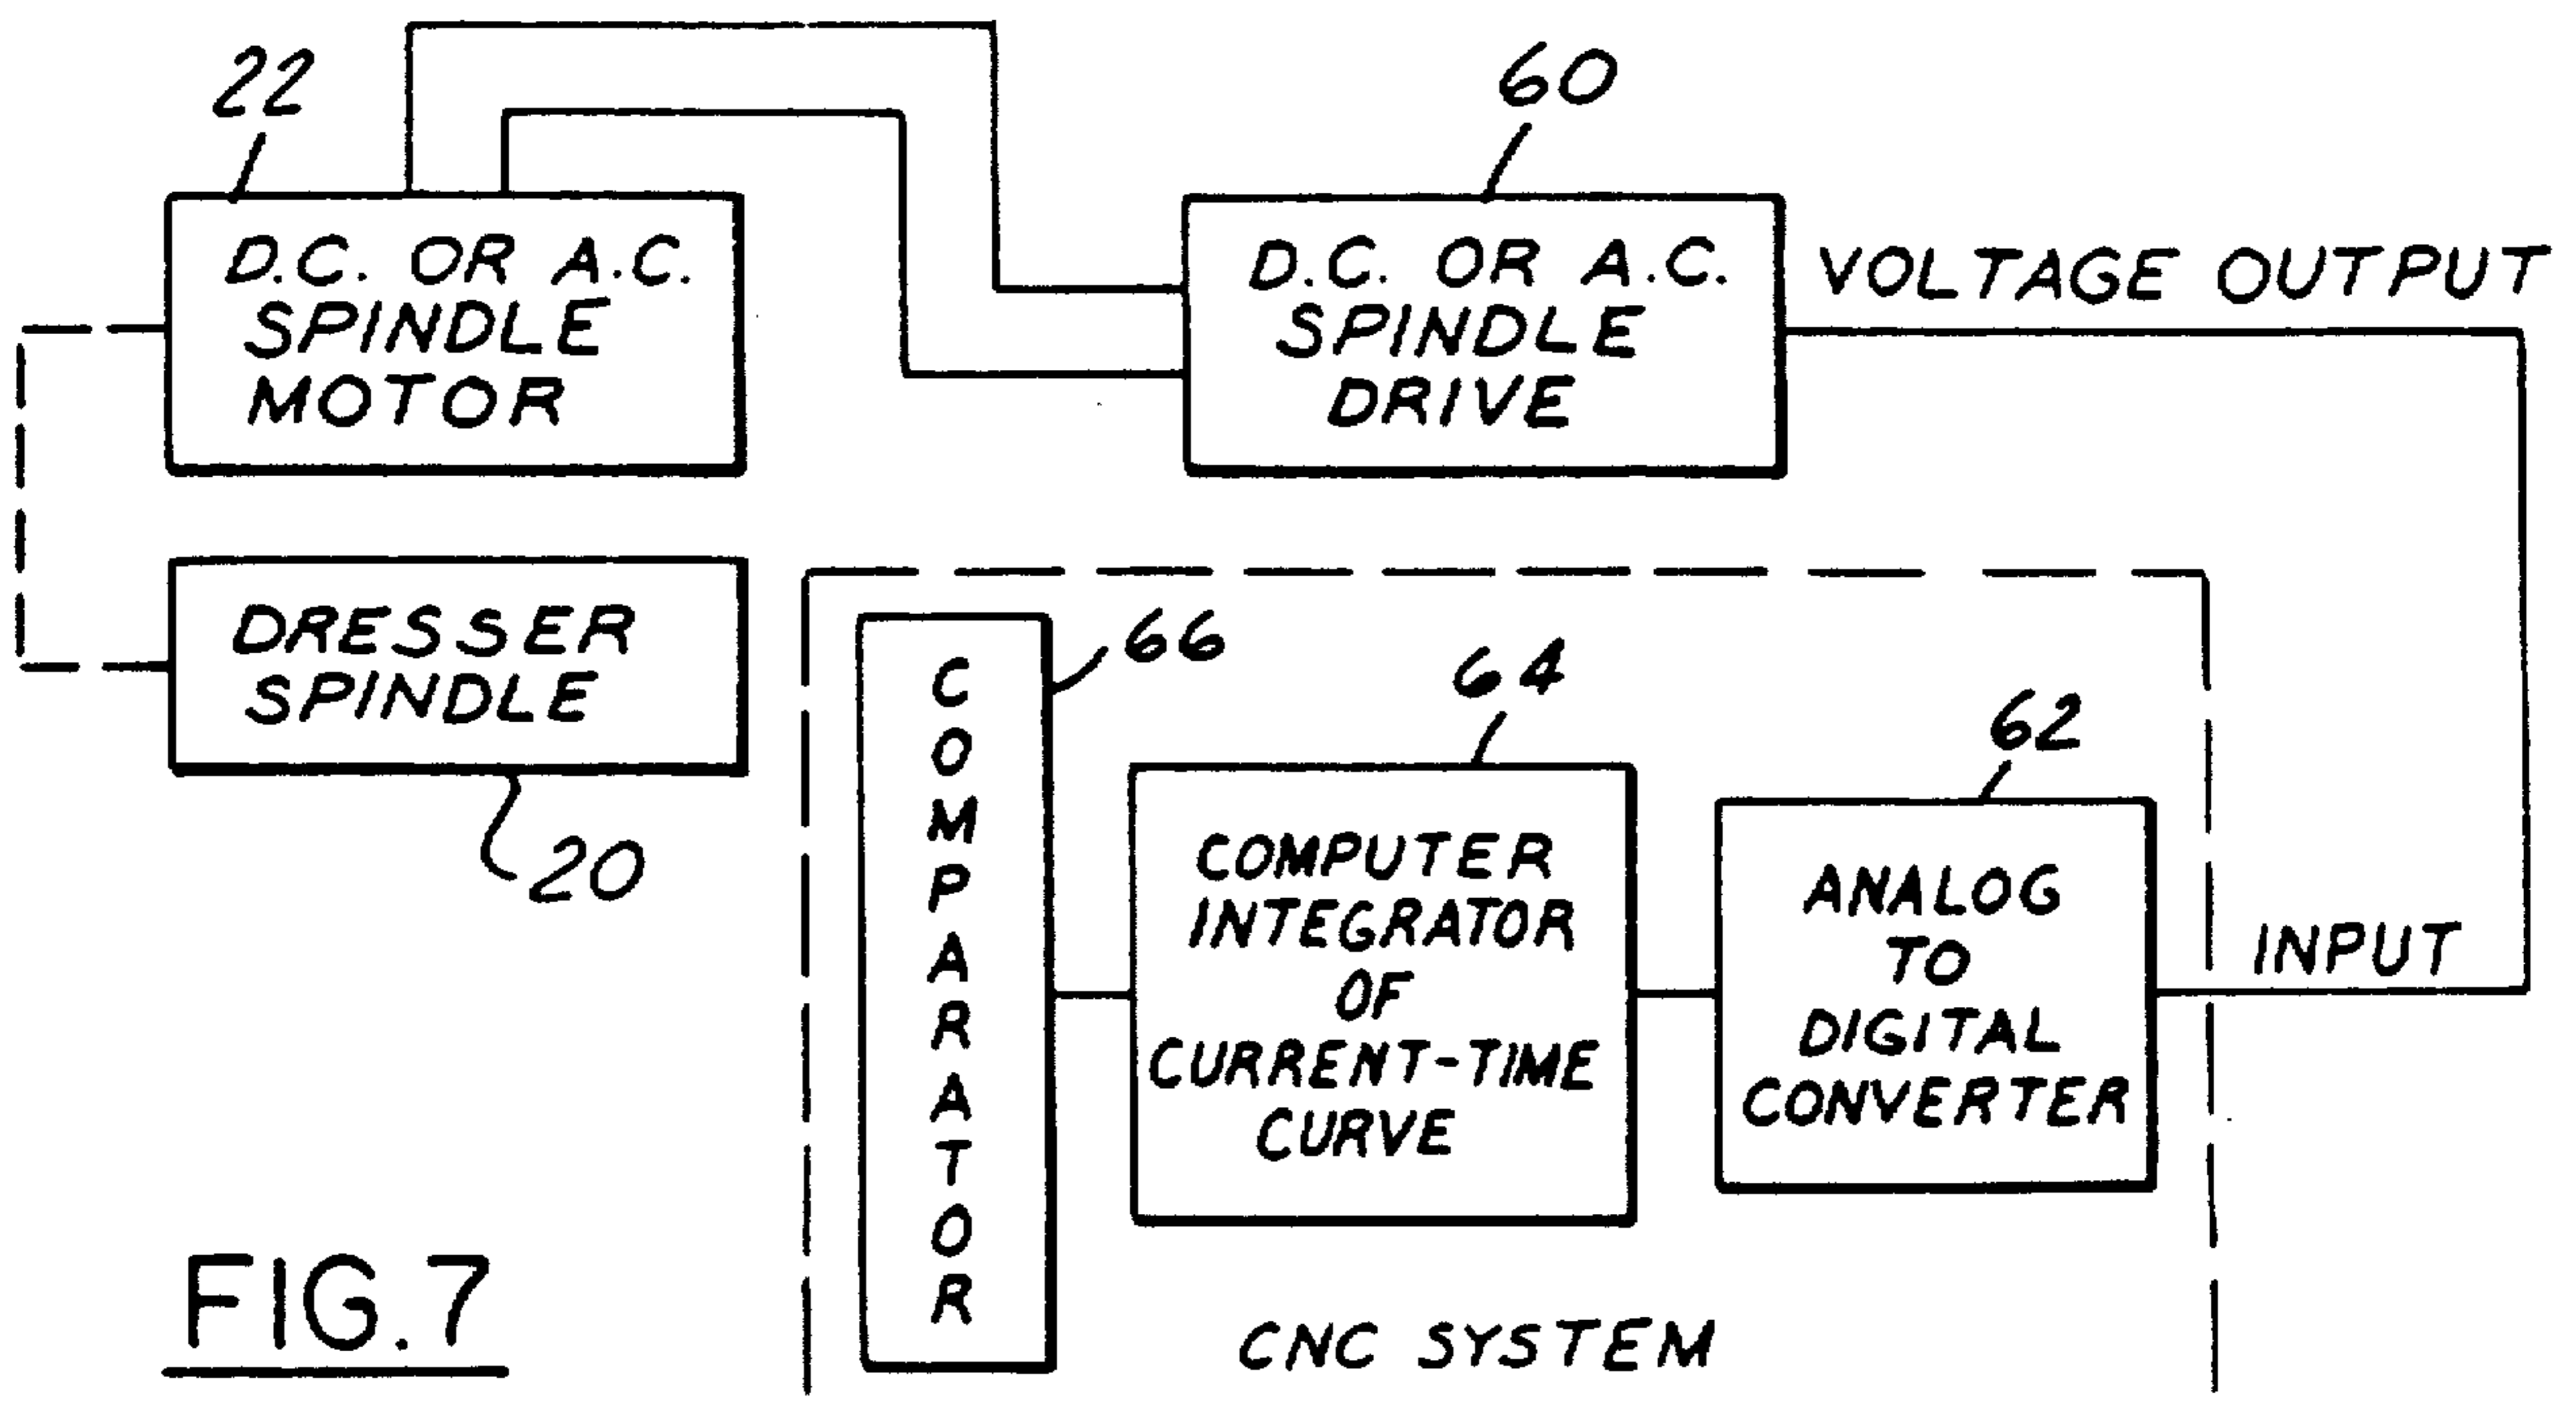 22
D.C. OR A.C.
SPINDLE
MOTOR
60
D.C. OR A.C.
SPINDLE
DRIVE
VOLTAGE OUTPUT
DRESSER
SPINDLE
20
COMPARATOR
66
64
COMPUTER
INTEGRATOR
OF
CURRENT-TIME
CURVE
62
ANALOG
TO
DIGITAL
CONVERTER
INPUT
CNC SYSTEM
FIG.7